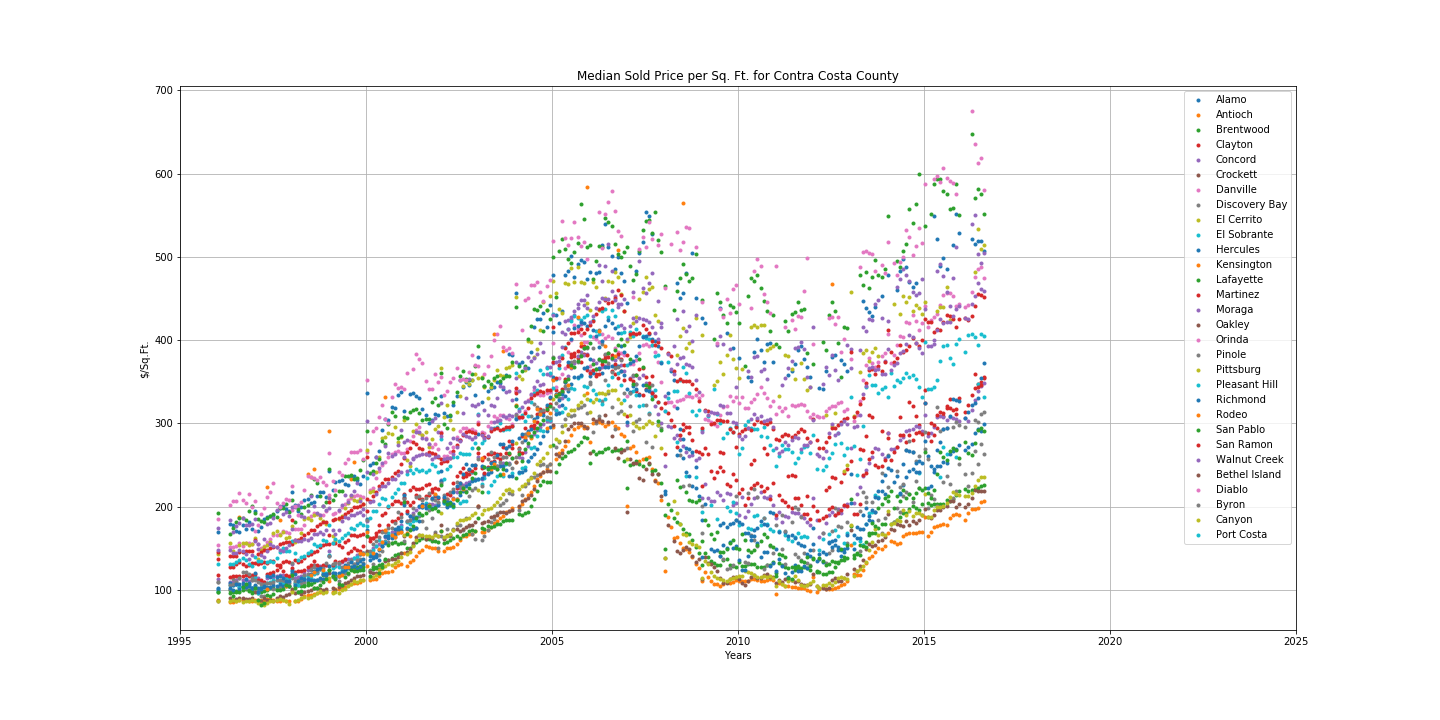 Median Sold Price per Sq. Ft. for Contra Costa County
700
600
500
400
300
200
100
$/Sq.Ft.
1995
2000
2005
2010
2015
2020
2025
Years
Alamo
Antioch
Brentwood
Clayton
Concord
Crockett
Danville
Discovery Bay
El Cerrito
El Sobrante
Hercules
Kensington
Lafayette
Martinez
Moraga
Oakley
Orinda
Pinole
Pittsburg
Pleasant Hill
Richmond
Rodeo
San Pablo
San Ramon
Walnut Creek
Bethel Island
Diablo
Byron
Canyon
Port Costa